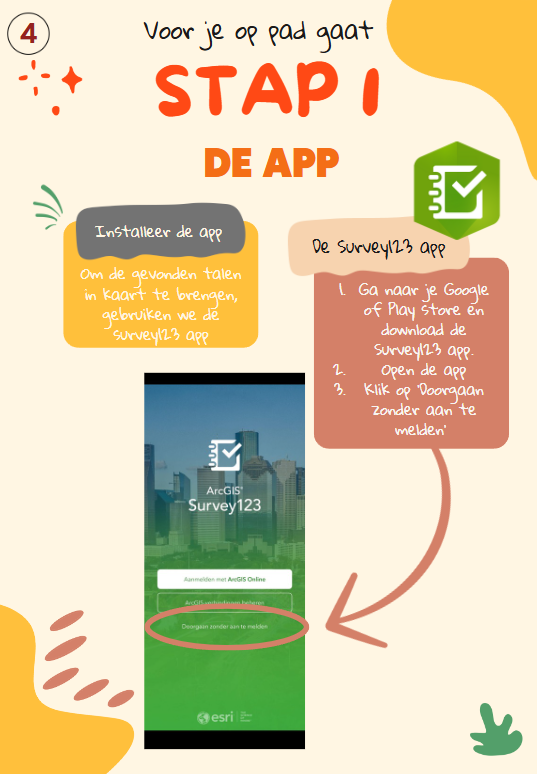 4
Voor je op pad gaat
STAP 1
DE APP
Installeer de app
Om de gevonden talen
in kaart te brengen,
gebruiken we de
survey123 app
De Survey123 app
1. Ga naar je Google
of Play store en
download de
Survey123 app.
2. Open de app
3. Klik op 'Doorgaan
zonder aan te
melden'
ArcGIS®
Survey123
Aanmelden met ArcGIS Online
ArcGIS-verbindingen beheren
Doorgaan zonder aan te melden
esri